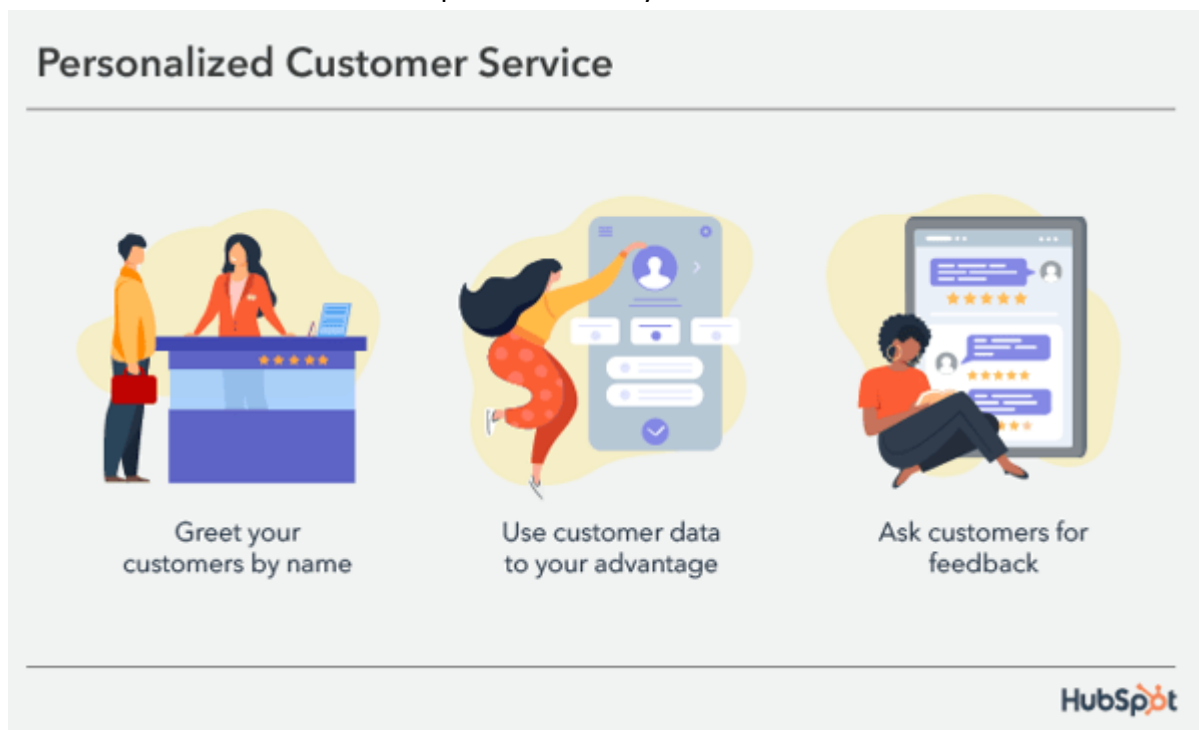 Personalized Customer Service
Greet your
customers by name
Use customer data
to your advantage
Ask customers for
feedback
HubSpot